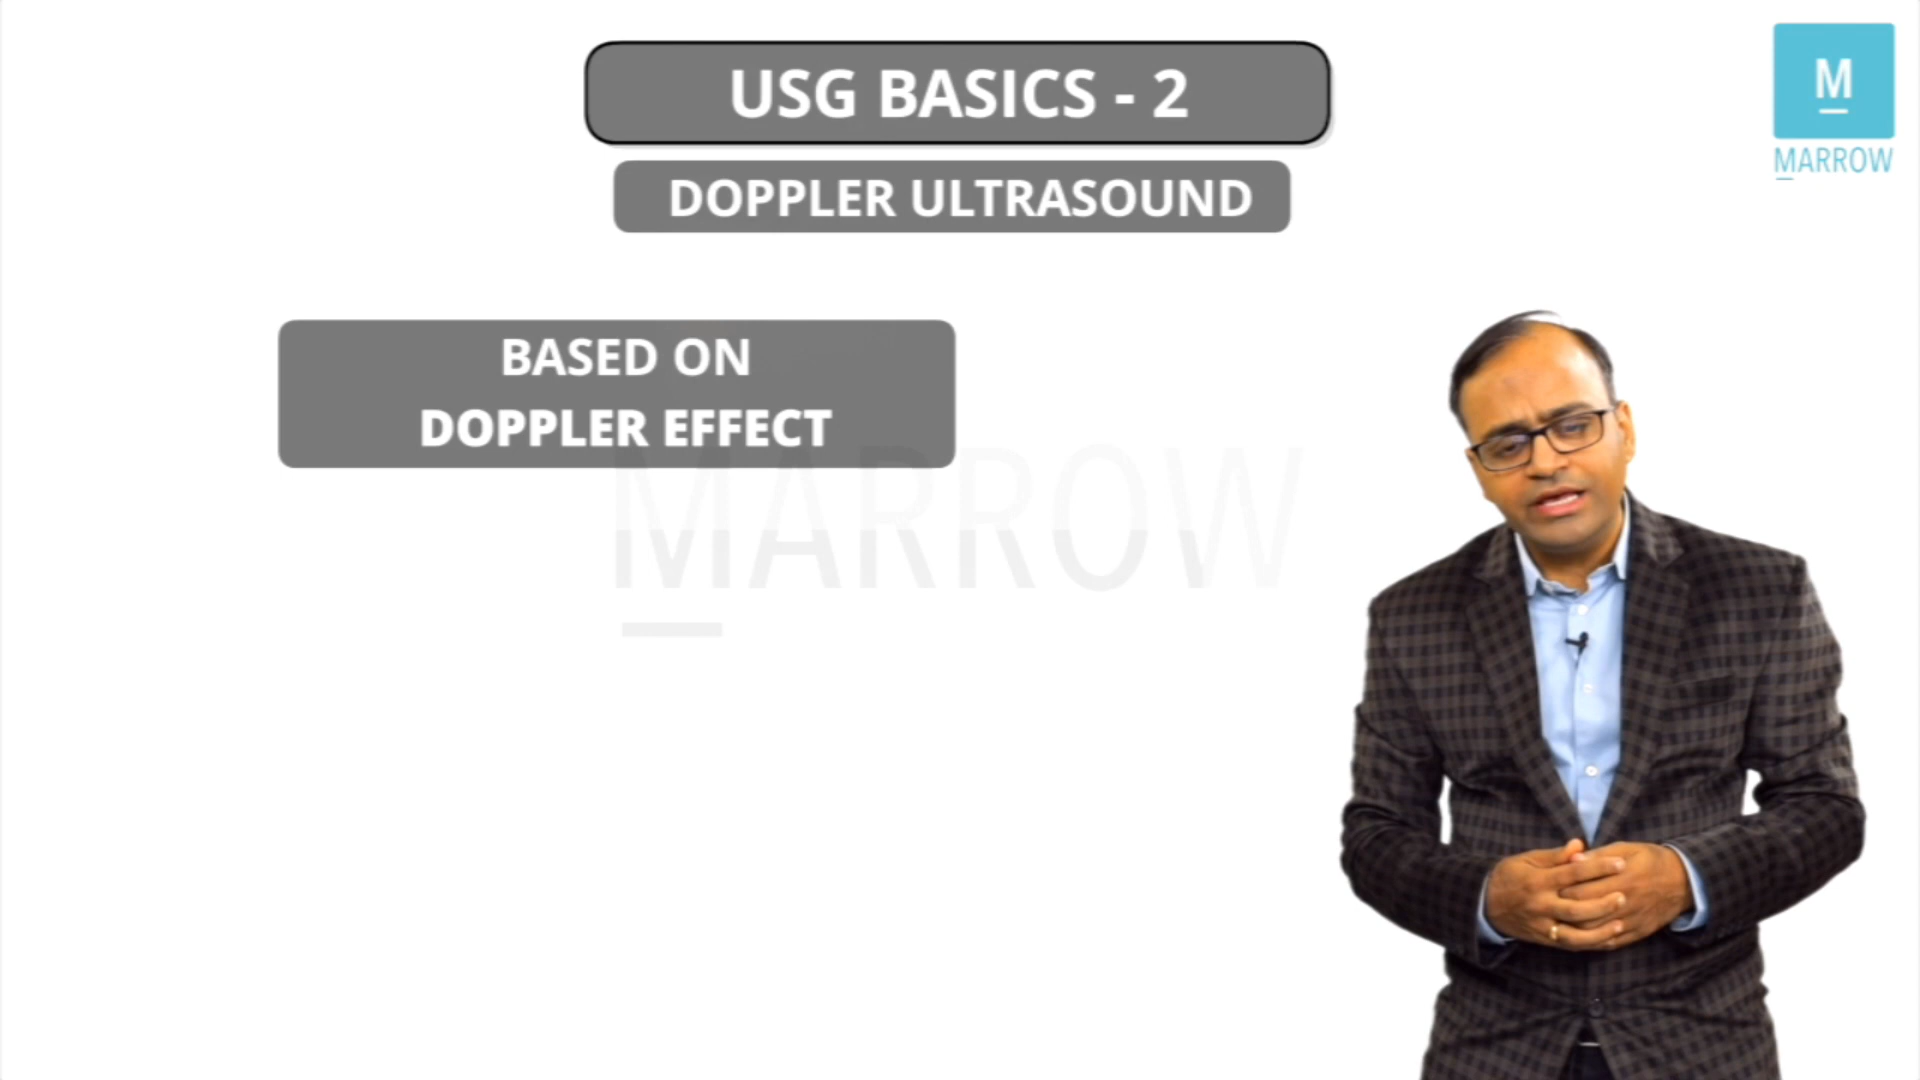 USG BASICS - 2
M
MARROW
DOPPLER ULTRASOUND
BASED ON
DOPPLER EFFECT
MARROW